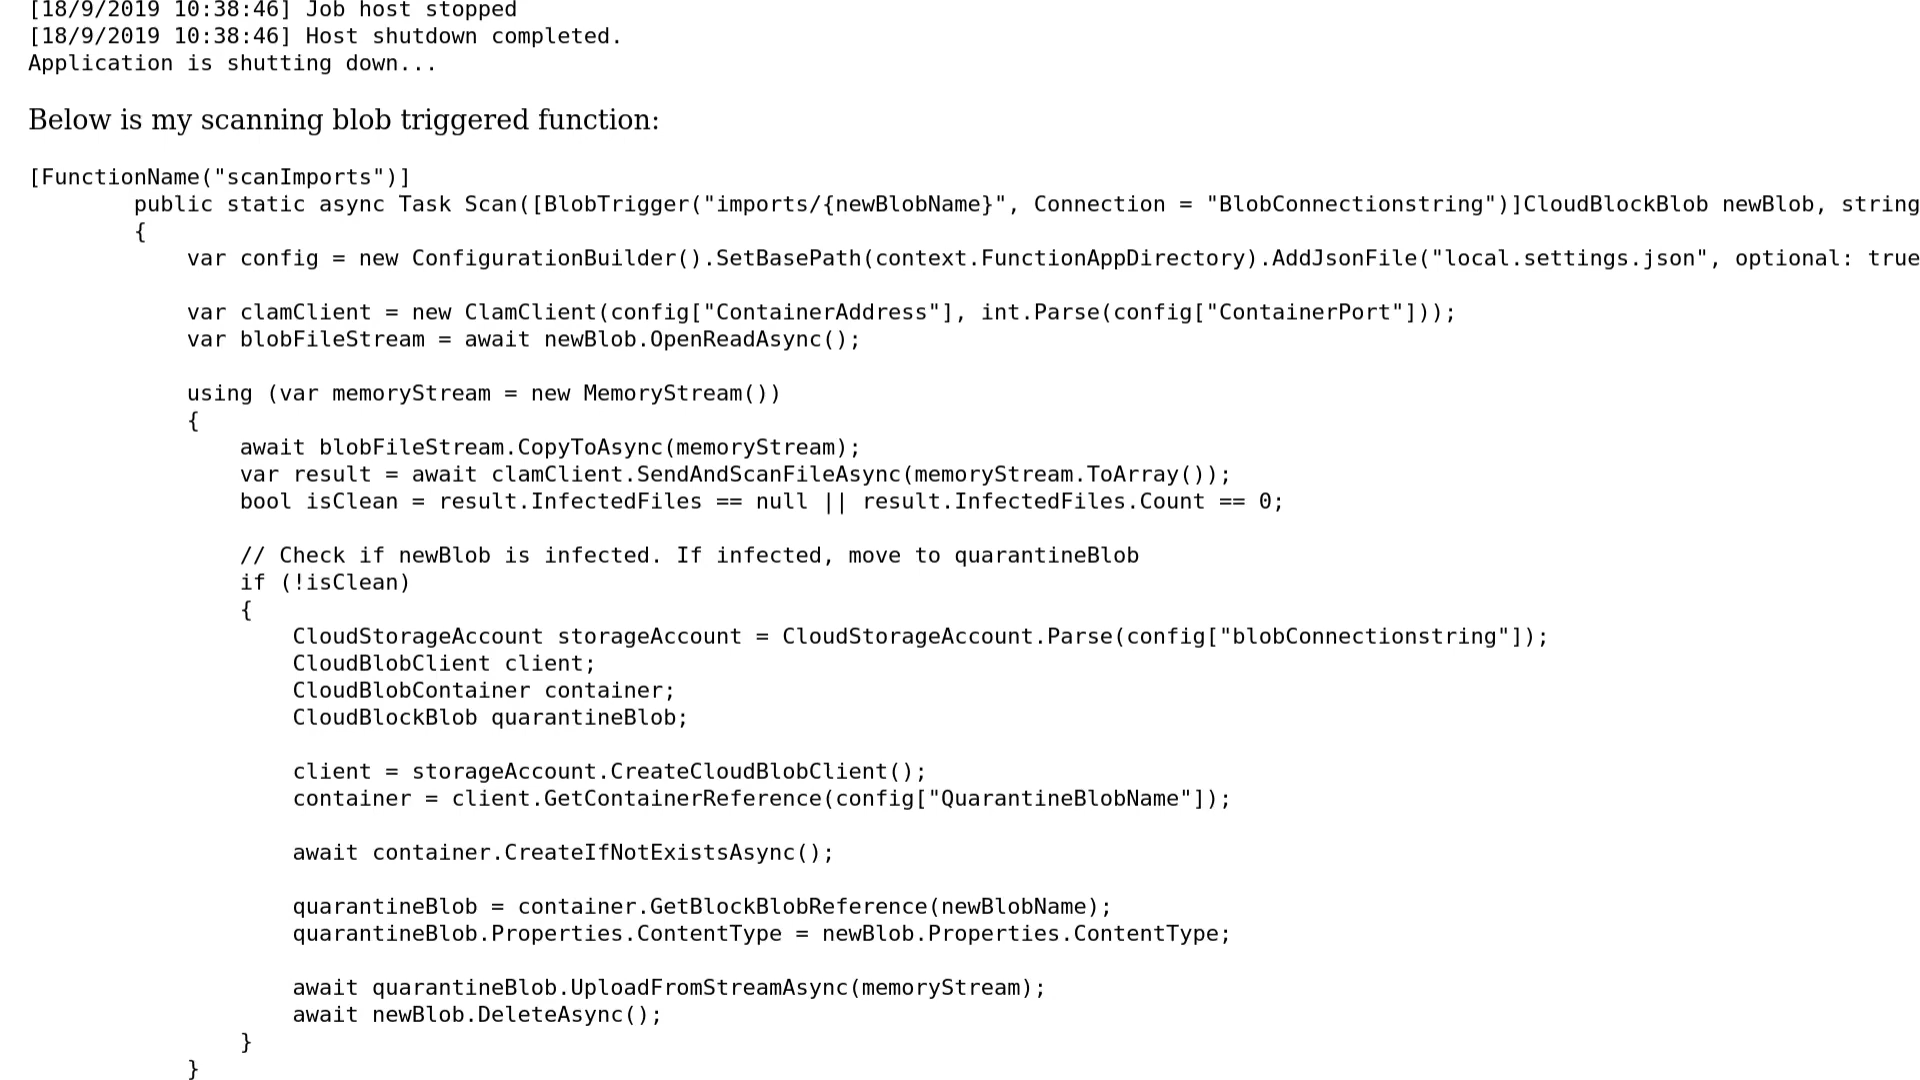 [18/9/2019 10:38:46] Job host stopped
[18/9/2019 10:38:46] Host shutdown completed.
Application is shutting down...
Below is my scanning blob triggered function:
[FunctionName("scanImports")]
public static async Task Scan([BlobTrigger("imports/{newBlobName}", Connection = "BlobConnectionstring")]CloudBlockBlob newBlob, string
{
var config = new ConfigurationBuilder().SetBasePath(context.FunctionAppDirectory).AddJsonFile("local.settings.json", optional: true
var clamClient = new ClamClient(config["ContainerAddress"], int.Parse(config["ContainerPort"]));
var blobFileStream = await newBlob.OpenReadAsync();
using (var memoryStream = new MemoryStream())
{
await blobFileStream.CopyToAsync(memoryStream);
var result = await clamClient.SendAndScanFileAsync(memoryStream.ToArray());
bool isClean = result.InfectedFiles == null || result.InfectedFiles.Count == 0;
// Check if newBlob is infected. If infected, move to quarantineBlob
if (!isClean)
{
CloudStorageAccount storageAccount = CloudStorageAccount.Parse(config["blobConnectionstring"]);
CloudBlobClient client;
CloudBlobContainer container;
CloudBlockBlob quarantineBlob;
client = storageAccount.CreateCloudBlobClient();
container = client.GetContainerReference(config["QuarantineBlobName"]);
await container.CreateIfNotExistsAsync();
quarantineBlob = container.GetBlockBlobReference(newBlobName);
quarantineBlob.Properties.ContentType = newBlob.Properties.ContentType;
await quarantineBlob.UploadFromStreamAsync(memoryStream);
await newBlob.DeleteAsync();
}
}